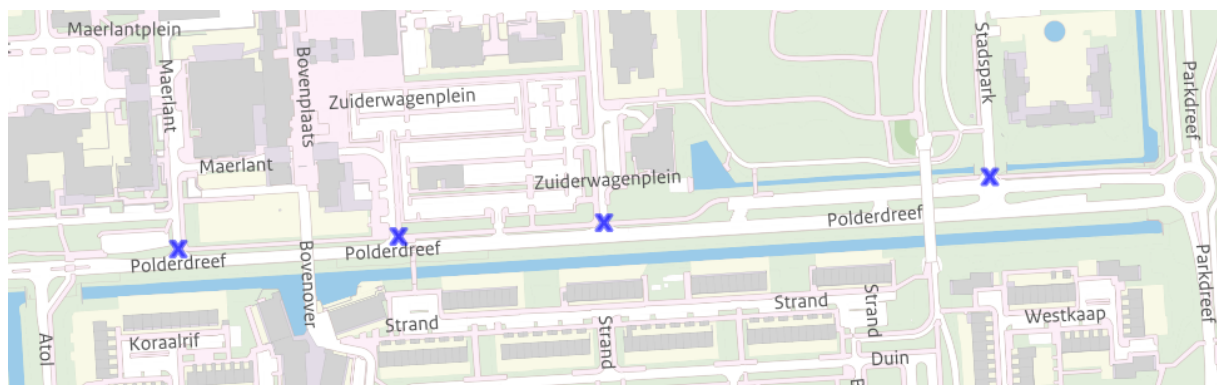 Maerlantplein
Maerlant
Bovenplaats
Zuiderwagenplein
Stadspark
Parkdreef
Maerlant
Zuiderwagenplein
Polderdreef
Polderdreef
Polderdreef
Bovenover
Parkdreef
Atol
Koraalrif
Strand
Strand
Strand
Strand
Westkaap
Duin